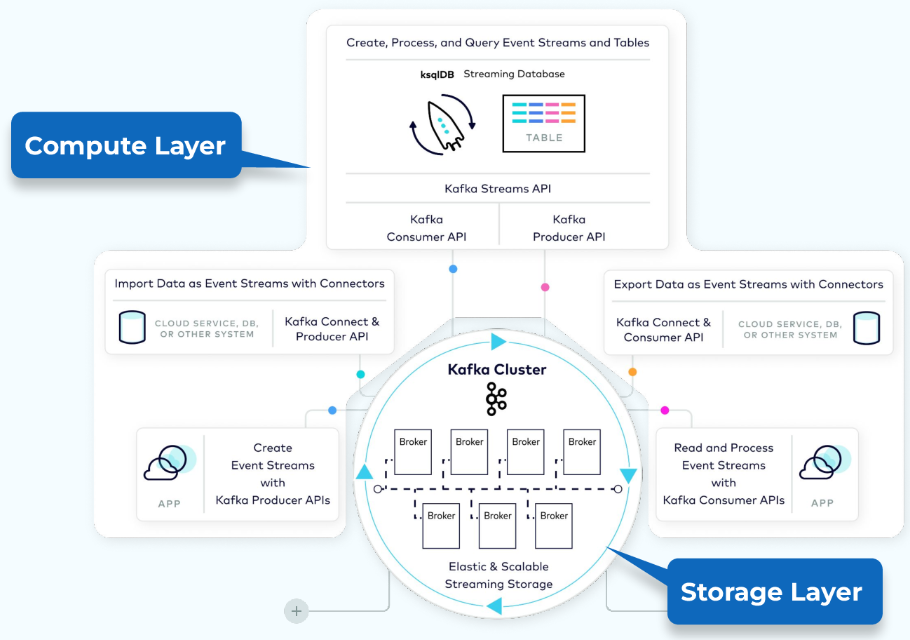 Create, Process, and Query Event Streams and Tables
ksqlDB Streaming Database
TABLE
Compute Layer
Kafka Streams API
Kafka
Consumer API
Kafka
Producer API
Import Data as Event Streams with Connectors
CLOUD SERVICE, DB,
OR OTHER SYSTEM
Kafka Connect &
Producer API
Export Data as Event Streams with Connectors
Kafka Connect &
Consumer API
CLOUD SERVICE, DB,
OR OTHER SYSTEM
Kafka Cluster
Broker
Broker
Broker
Broker
Broker
Broker
Broker
Elastic & Scalable
Streaming Storage
APP
Create
Event Streams
with
Kafka Producer APIs
Read and Process
Event Streams
with
Kafka Consumer APIs
APP
Storage Layer
+